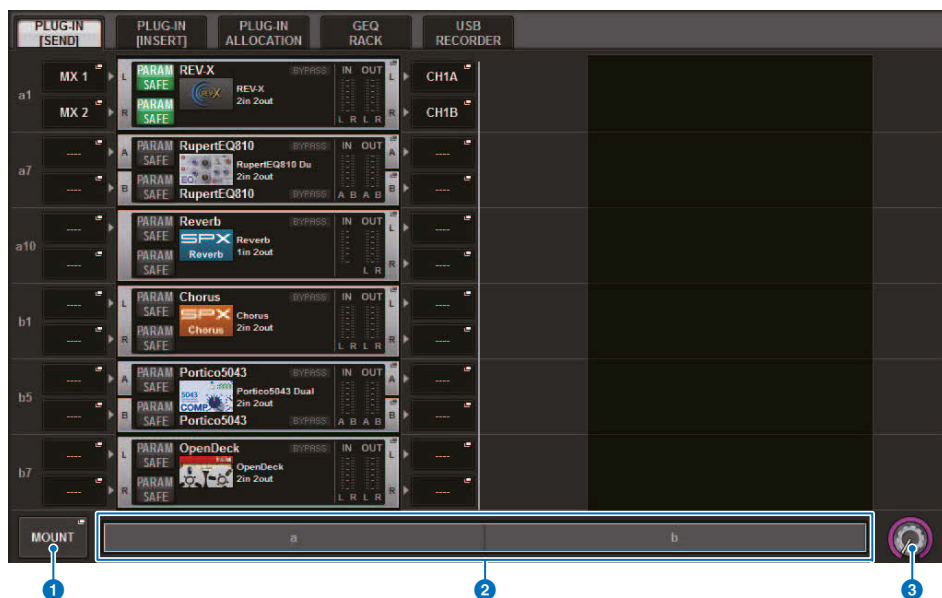 PLUG-IN [SEND] PLUG-IN [INSERT] PLUG-IN ALLOCATION GEQ RACK USB RECORDER
a1 MX 1 L PARAM SAFE REV-X BYPASS IN OUT L CH1A
REV-X
2in 2out
MX 2 R PARAM SAFE L R L R R CH1B
a7 ---- A PARAM SAFE RupertEQ810 BYPASS IN OUT A ----
RupertEQ810 Du
2in 2out
---- B PARAM SAFE RupertEQ810 BYPASS A B A B B ----
a10 ---- PARAM SAFE Reverb BYPASS IN OUT L ----
SPX Reverb
Reverb 1in 2out
---- PARAM SAFE L R R ----
b1 ---- L PARAM SAFE Chorus BYPASS IN OUT L ----
SPX Chorus
Chorus 2in 2out
---- R PARAM SAFE L R L R R ----
b5 ---- A PARAM SAFE Portico5043 BYPASS IN OUT A ----
5043 Portico5043 Dual
COMP 2in 2out
---- B PARAM SAFE Portico5043 BYPASS A B A B B ----
b7 ---- L PARAM SAFE OpenDeck BYPASS IN OUT L ----
OpenDeck
2in 2out
---- R PARAM SAFE L R L R R ----
MOUNT a b
1 2 3